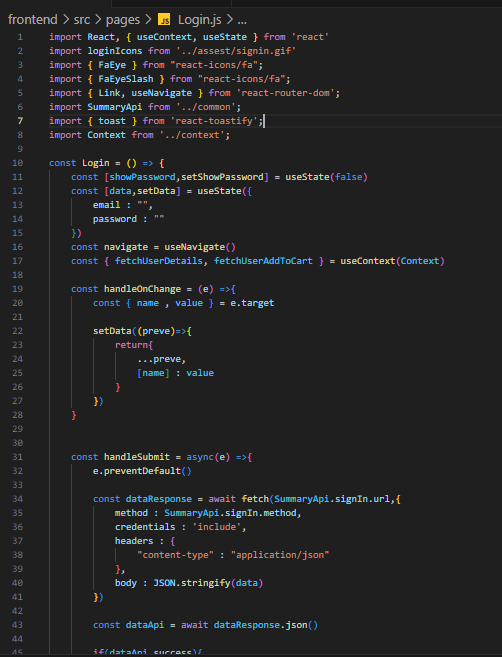 frontend > src > pages > JS Login.js > ...
1 import React, { useContext, useState } from 'react'
2 import loginIcons from '../assest/signin.gif'
3 import { FaEye } from "react-icons/fa";
4 import { FaEyeSlash } from "react-icons/fa";
5 import { Link, useNavigate } from 'react-router-dom';
6 import SummaryApi from '../common';
7 import { toast } from 'react-toastify';
8 import Context from '../context';
9
10 const Login = () => {
11     const [showPassword,setShowPassword] = useState(false)
12     const [data,setData] = useState({
13         email : "",
14         password : ""
15     })
16     const navigate = useNavigate()
17     const { fetchUserDetails, fetchUserAddToCart } = useContext(Context)
18
19     const handleOnChange = (e) =>{
20         const { name , value } = e.target
21
22         setData((preve)=>{
23             return{
24                 ...preve,
25                 [name] : value
26             }
27         })
28     }
29
30
31     const handleSubmit = async(e) =>{
32         e.preventDefault()
33
34         const dataResponse = await fetch(SummaryApi.signIn.url,{
35             method : SummaryApi.signIn.method,
36             credentials : 'include',
37             headers : {
38                 "content-type" : "application/json"
39             },
40             body : JSON.stringify(data)
41         })
42
43         const dataApi = await dataResponse.json()
44
45         if(dataApi.success){